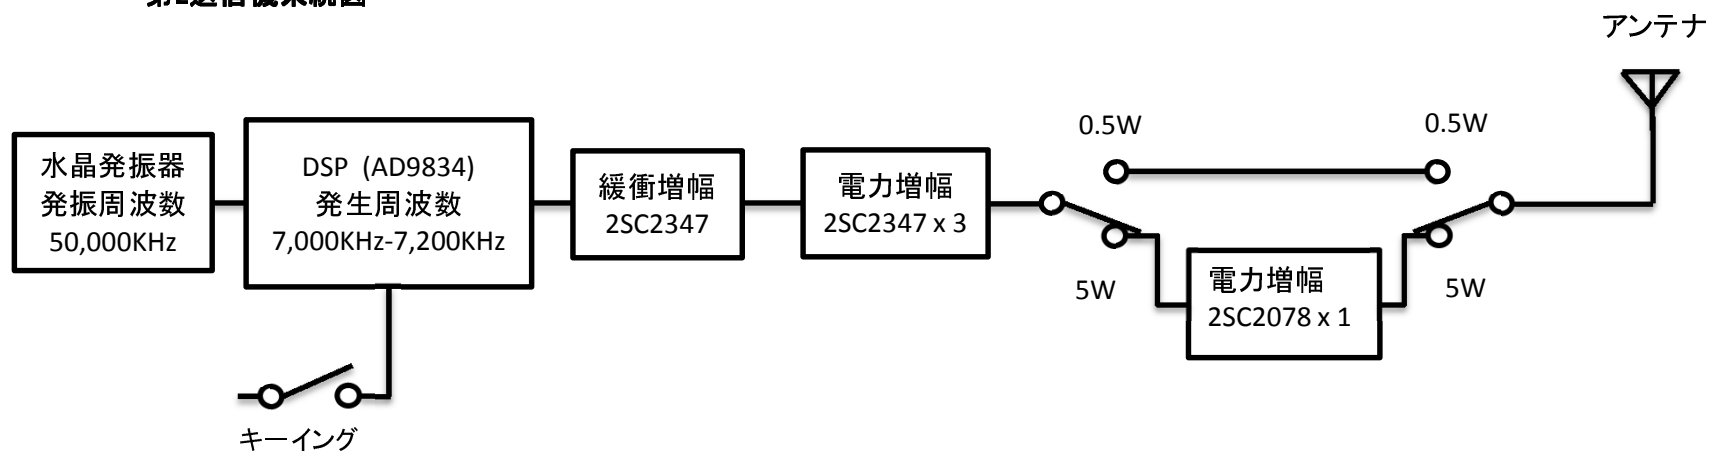 アンテナ
0.5W
0.5W
水晶発振器
発振周波数
50,000KHz
DSP (AD9834)
発生周波数
7,000KHz-7,200KHz
緩衝増幅
2SC2347
電力増幅
2SC2347 x 3
5W
電力増幅
2SC2078 x 1
5W
キーイング